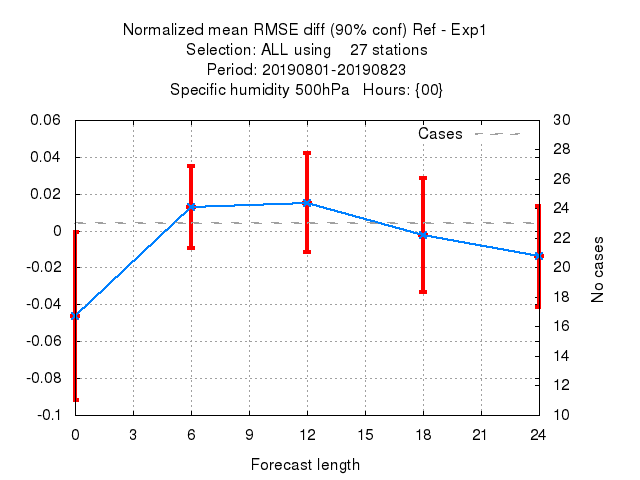 Normalized mean RMSE diff (90% conf) Ref - Exp1
Selection: ALL using    27 stations
Period: 20190801-20190823
Specific humidity 500hPa   Hours: {00}
Cases
0.06
0.04
0.02
0
-0.02
-0.04
-0.06
-0.08
-0.1
30
28
26
24
22
20
18
16
14
12
10
No cases
0 3 6 9 12 15 18 21 24
Forecast length